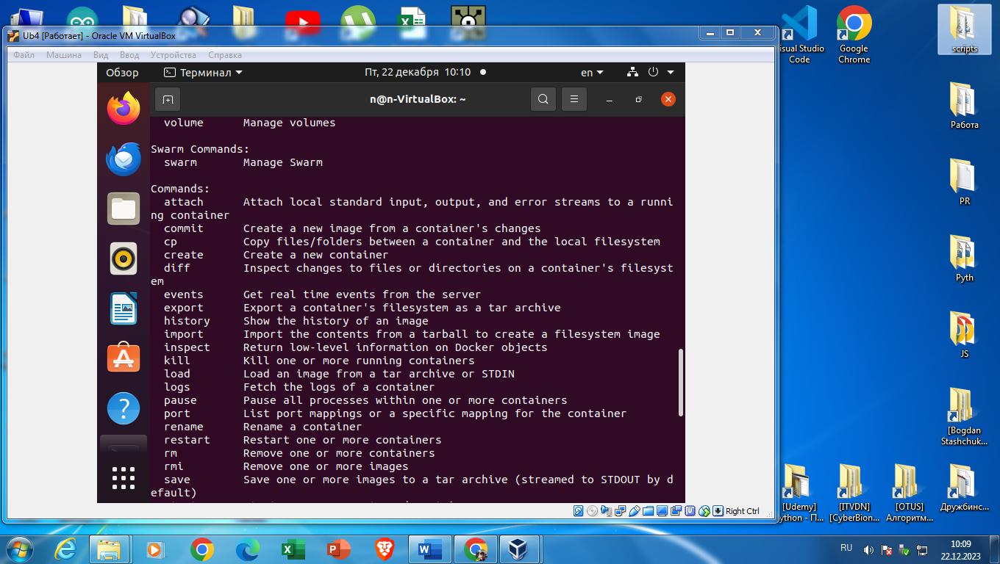 Ub4 [Работает] - Oracle VM VirtualBox
Файл Машина Вид Ввод Устройства Справка
Обзор Терминал Пт, 22 декабря 10:10 en
n@n-VirtualBox: ~
volume Manage volumes
Swarm Commands:
swarm Manage Swarm
Commands:
attach Attach local standard input, output, and error streams to a runni
ng container
commit Create a new image from a container's changes
cp Copy files/folders between a container and the local filesystem
create Create a new container
diff Inspect changes to files or directories on a container's filesyst
em
events Get real time events from the server
export Export a container's filesystem as a tar archive
history Show the history of an image
import Import the contents from a tarball to create a filesystem image
inspect Return low-level information on Docker objects
kill Kill one or more running containers
load Load an image from a tar archive or STDIN
logs Fetch the logs of a container
pause Pause all processes within one or more containers
port List port mappings or a specific mapping for the container
rename Rename a container
restart Restart one or more containers
rm Remove one or more containers
rmi Remove one or more images
save Save one or more images to a tar archive (streamed to STDOUT by d
efault)
Right Ctrl
isual Studio
Code
Google
Chrome
scripts
Работа
PR
Pyth
JS
[Bogdan
Stashchuk...
[Udemy]
ython - П...
[ITVDN]
[CyberBion...
[OTUS]
Алгоритм...
Дружбинс...
RU
10:09
22.12.2023